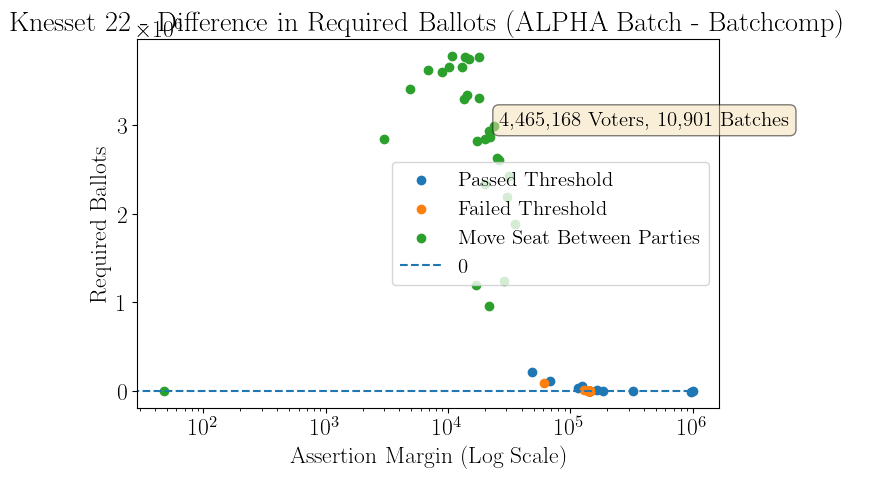 Knesset 22 - Difference in Required Ballots (ALPHA Batch - Batchcomp)
×10⁶
4,465,168 Voters, 10,901 Batches
Required Ballots
3
2
1
0
Passed Threshold
Failed Threshold
Move Seat Between Parties
0
10² 10³ 10⁴ 10⁵ 10⁶
Assertion Margin (Log Scale)